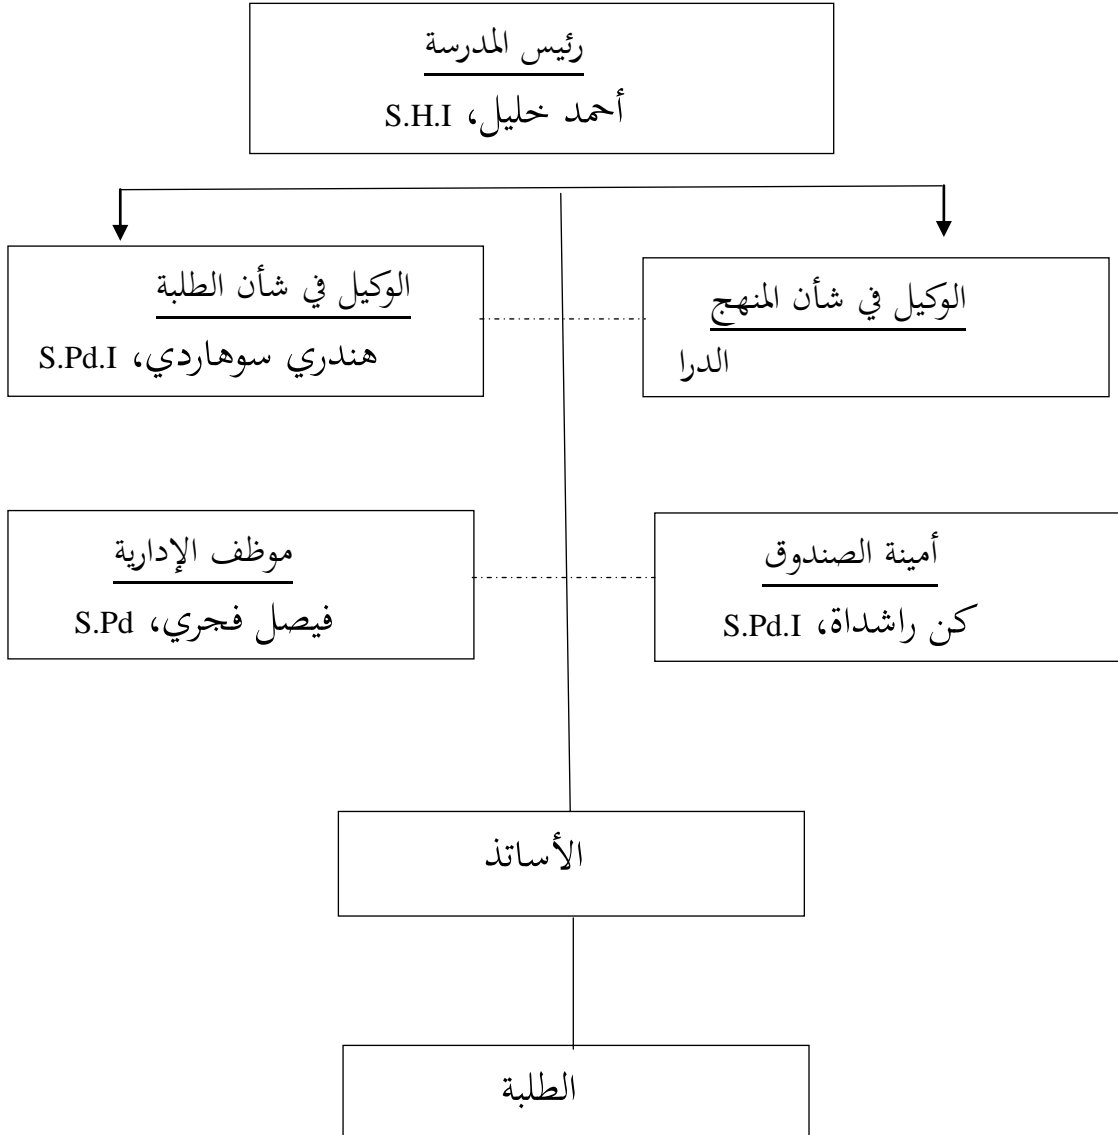 رئيس المدرسة
أحمد خليل، S.H.I
الوكيل في شأن المنهج
الدرا
الوكيل في شأن الطلبة
هندري سوهاردي، S.Pd.I
أمينة الصندوق
كن راشداة، S.Pd.I
موظف الإدارية
فيصل فجري، S.Pd
الأساتذ
الطلبة